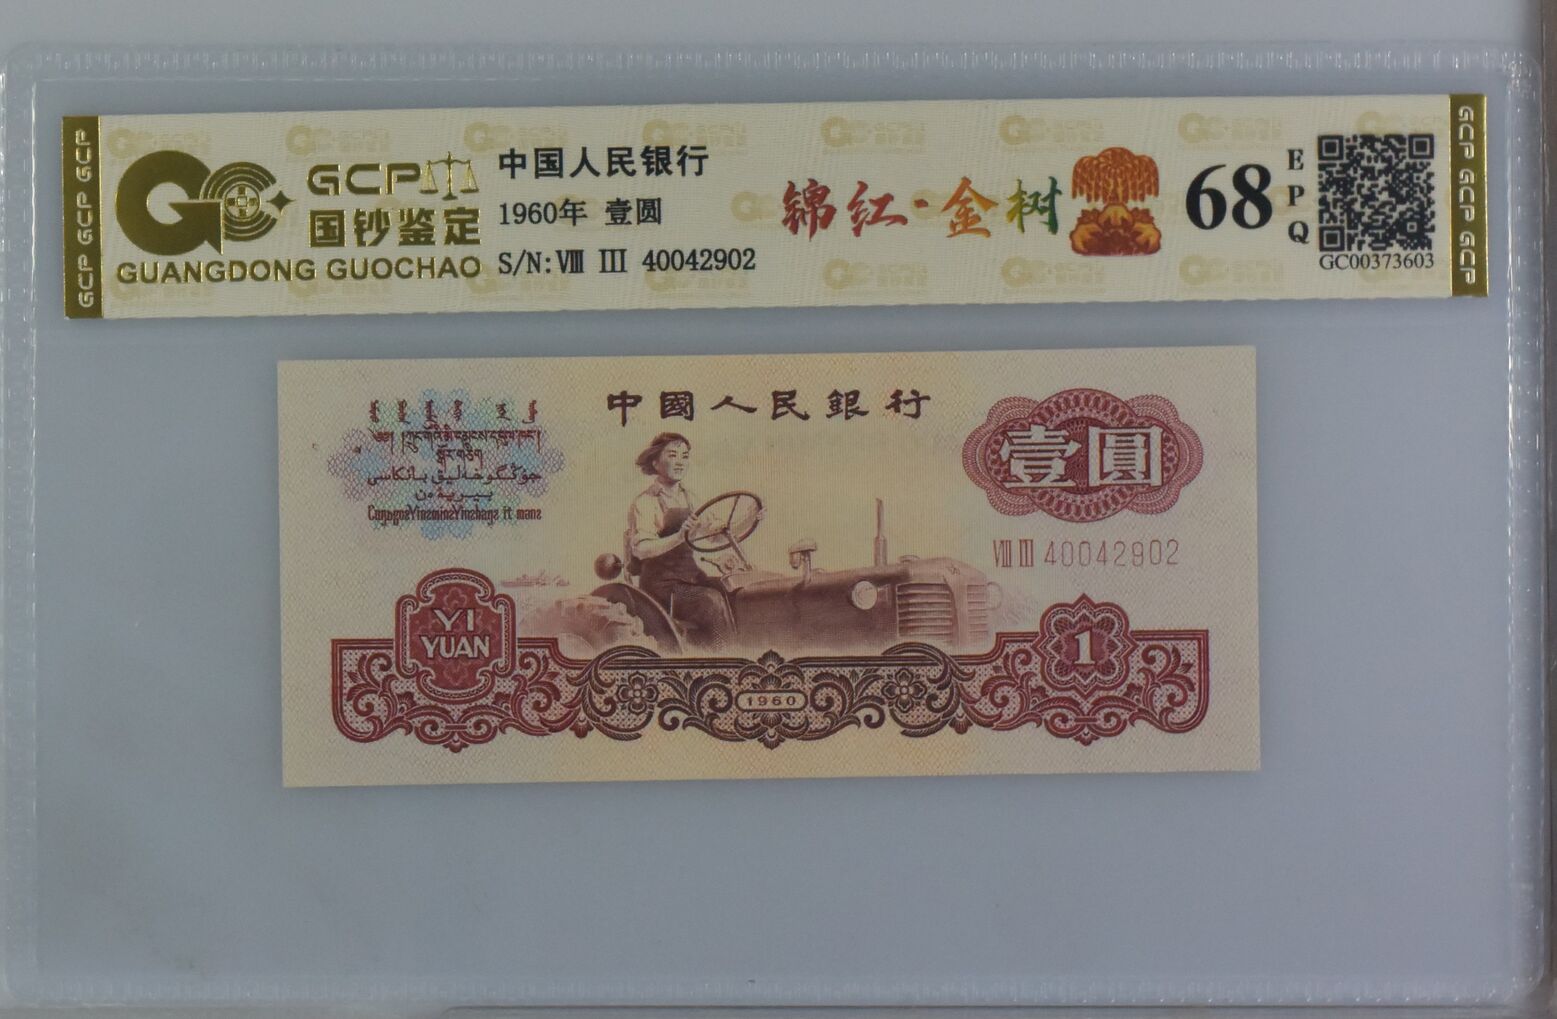 GCP GCP GCP
GCP
国钞鉴定
GUANGDONG GUOCHAO
中国人民银行
1960年 壹圆
S/N:Ⅷ Ⅲ 40042902
锦红·金树
68
EPQ
GC00373603
GCP GCP GCP
中國人民銀行
壹圓
Ⅷ Ⅲ 40042902
YI
YUAN
1960
1